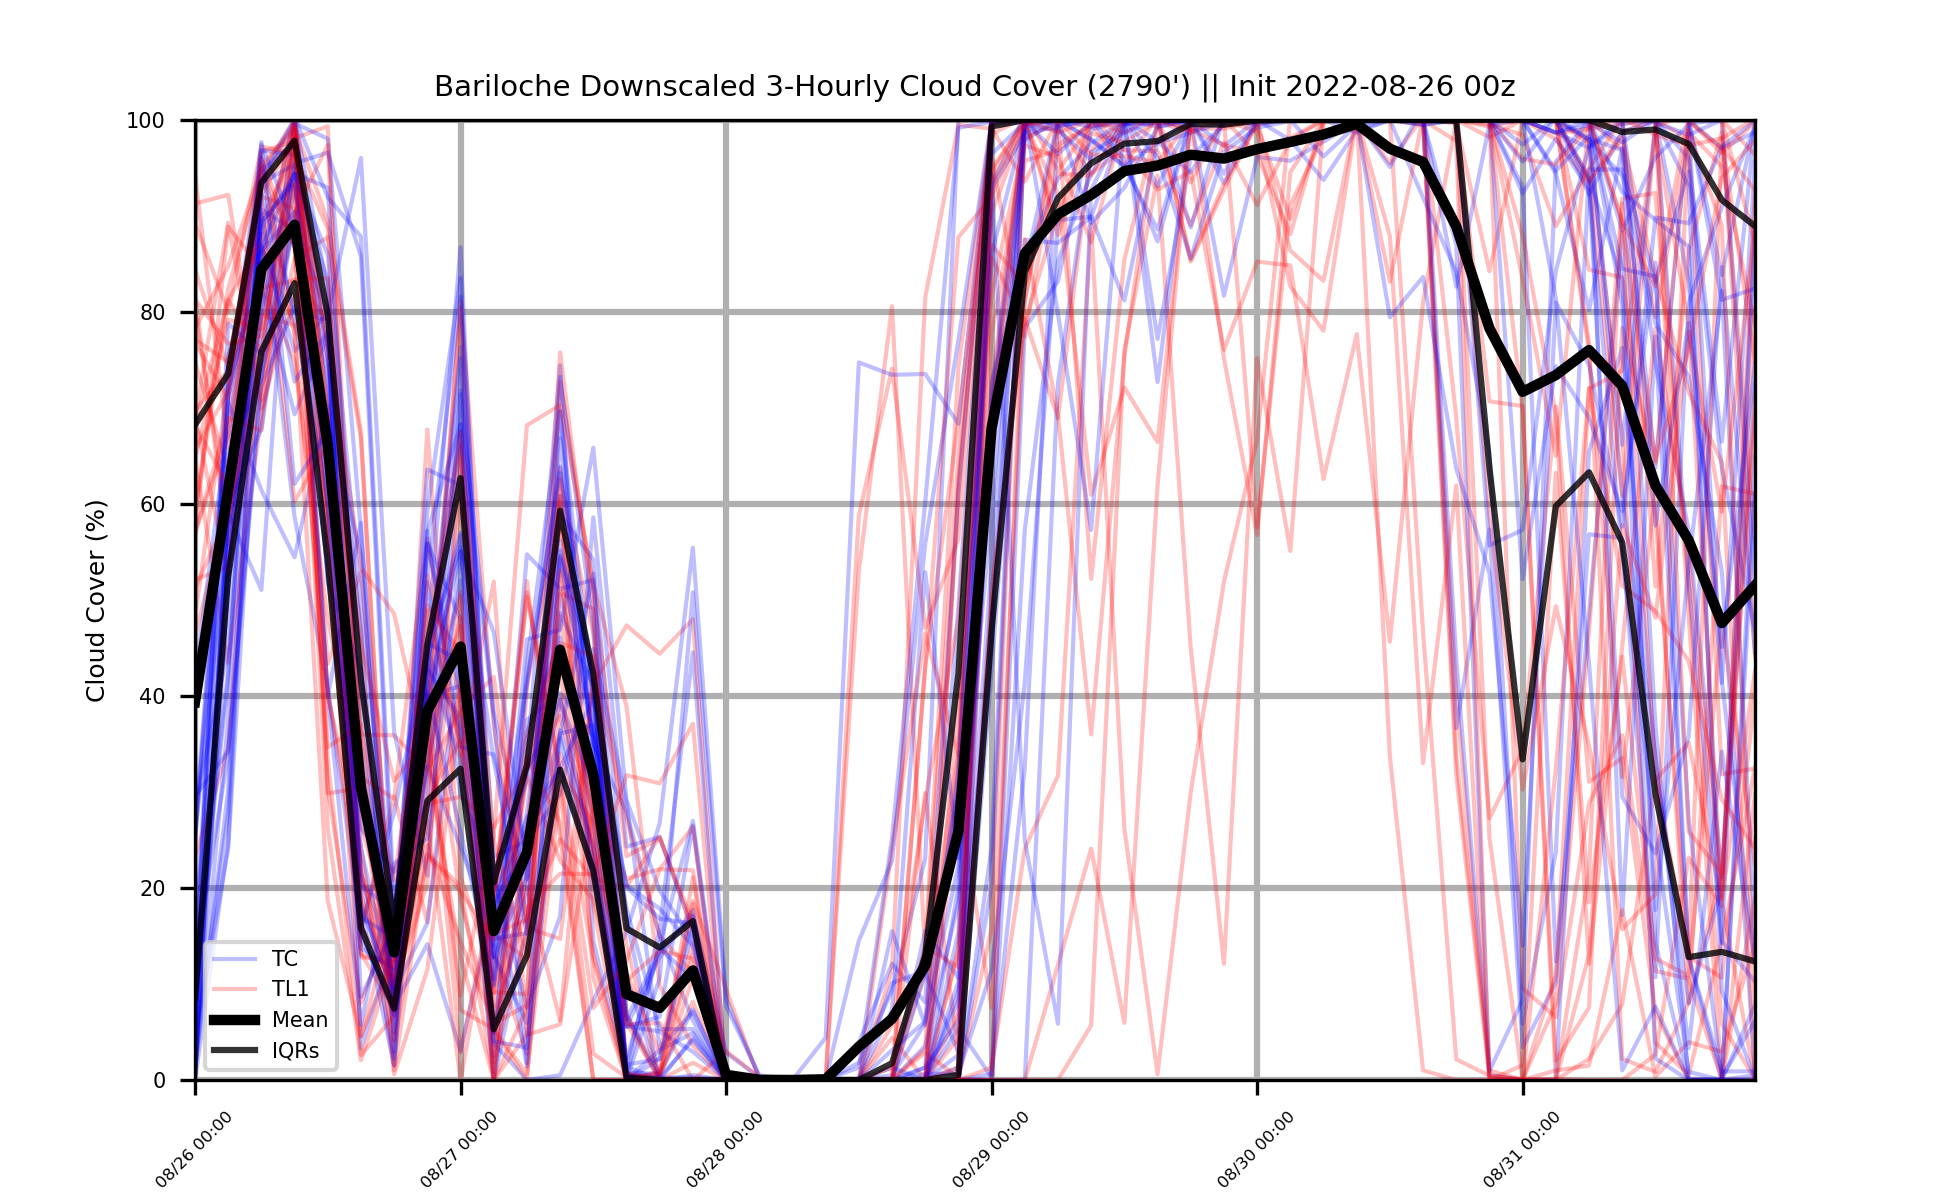 Bariloche Downscaled 3-Hourly Cloud Cover (2790') || Init 2022-08-26 00z
Cloud Cover (%)
100
80
60
40
20
0
TC
TL1
Mean
IQRs
08/26 00:00
08/27 00:00
08/28 00:00
08/29 00:00
08/30 00:00
08/31 00:00